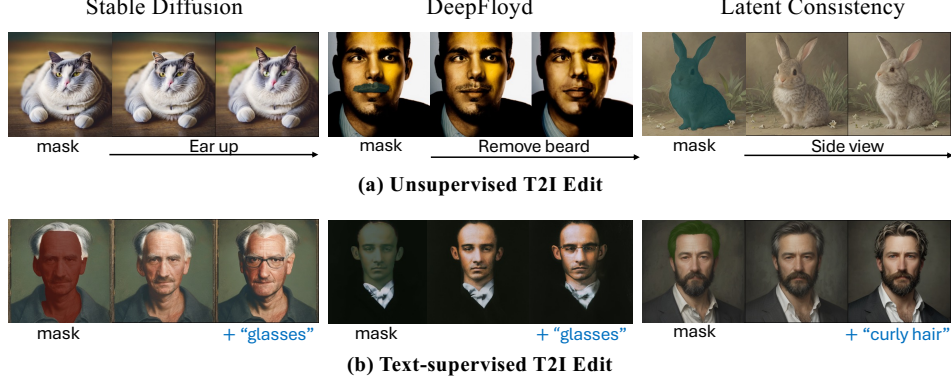 Stable Diffusion
DeepFloyd
Latent Consistency
mask
Ear up
mask
Remove beard
mask
Side view
(a) Unsupervised T2I Edit
mask
+ “glasses”
mask
+ “glasses”
mask
+ “curly hair”
(b) Text-supervised T2I Edit